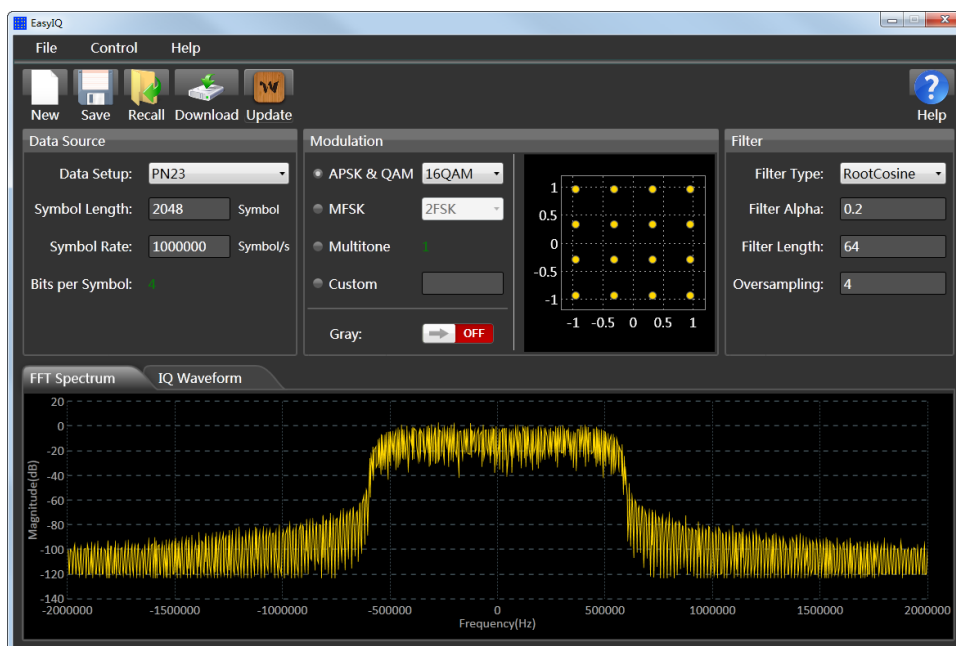 EasyIQ
File Control Help
New Save Recall Download Update Help
Data Source
Data Setup: PN23
Symbol Length: 2048 Symbol
Symbol Rate: 1000000 Symbol/s
Bits per Symbol: 4
Modulation
APSK & QAM 16QAM
MFSK 2FSK
Multitone 1
Custom
Gray: OFF
1
0.5
0
-0.5
-1
-1 -0.5 0 0.5 1
Filter
Filter Type: RootCosine
Filter Alpha: 0.2
Filter Length: 64
Oversampling: 4
FFT Spectrum IQ Waveform
Magnitude(dB)
20
0
-20
-40
-60
-80
-100
-120
-140
-2000000 -1500000 -1000000 -500000 0 500000 1000000 1500000 2000000
Frequency(Hz)